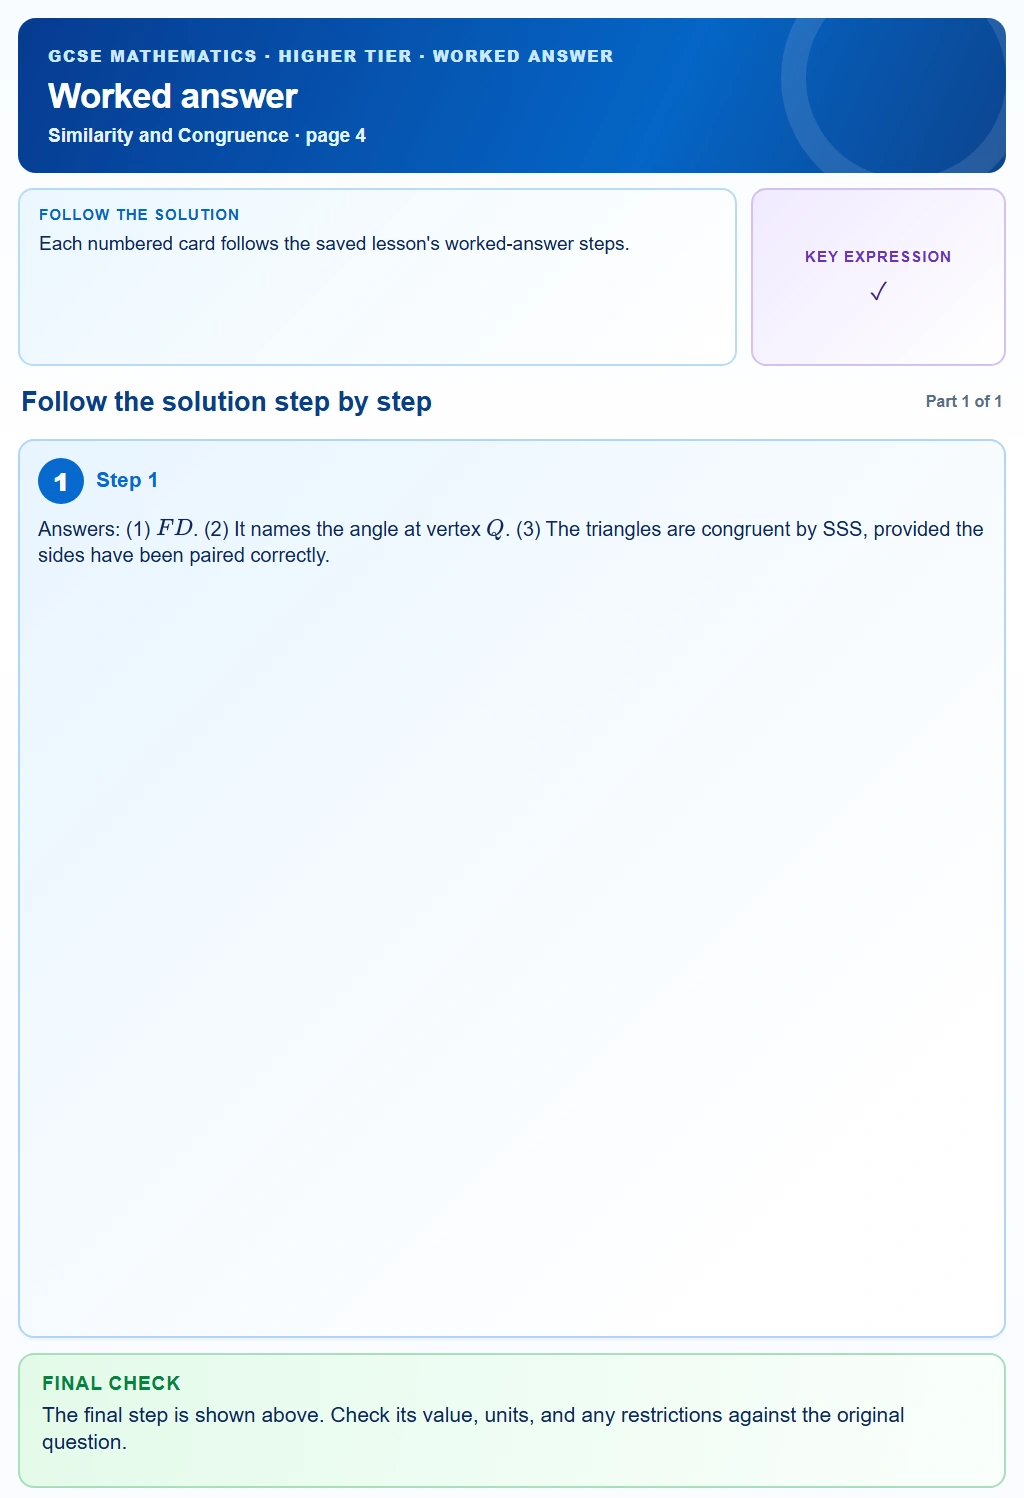 GCSE MATHEMATICS · HIGHER TIER · WORKED ANSWER
Worked answer
Similarity and Congruence · page 4
FOLLOW THE SOLUTION
Each numbered card follows the saved lesson's worked-answer steps.
KEY EXPRESSION
✓
Follow the solution step by step
Part 1 of 1
1 Step 1
Answers: (1) FD. (2) It names the angle at vertex Q. (3) The triangles are congruent by SSS, provided the
sides have been paired correctly.
FINAL CHECK
The final step is shown above. Check its value, units, and any restrictions against the original
question.